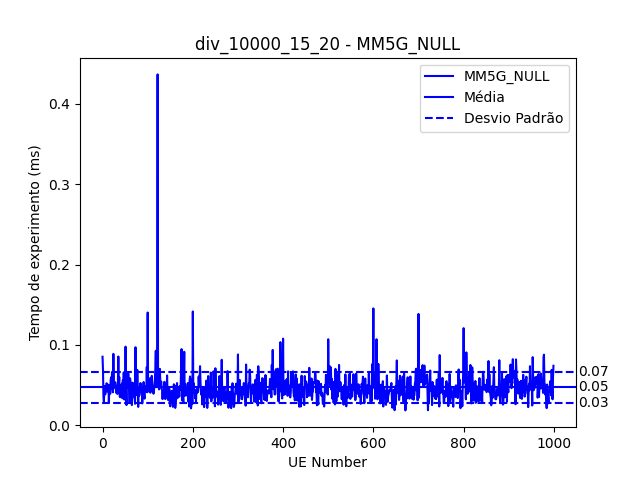 div_10000_15_20 - MM5G_NULL
MM5G_NULL
Média
Desvio Padrão
Tempo de experimento (ms)
0.4
0.3
0.2
0.1
0.0
0.07
0.05
0.03
0 200 400 600 800 1000
UE Number